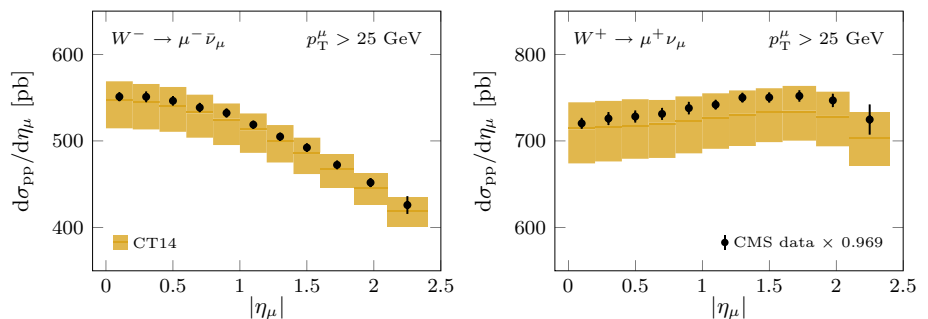 W⁻ → μ⁻ν̄_μ
p_T^μ > 25 GeV
dσ_pp/dη_μ [pb]
600
500
400
CT14
0
0.5
1
1.5
2
2.5
|η_μ|
W⁺ → μ⁺ν_μ
p_T^μ > 25 GeV
dσ_pp/dη_μ [pb]
800
700
600
CMS data × 0.969
0
0.5
1
1.5
2
2.5
|η_μ|